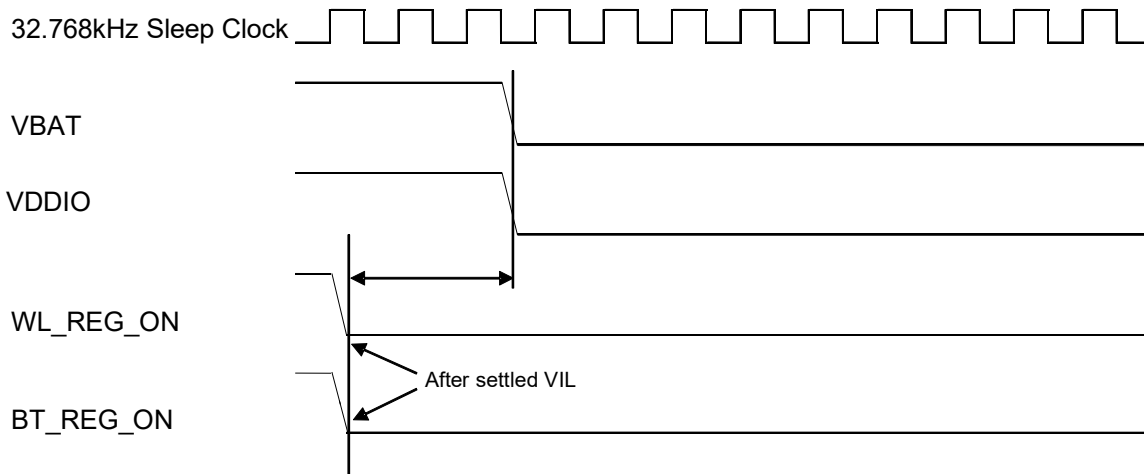 32.768kHz Sleep Clock
VBAT
VDDIO
WL_REG_ON
After settled VIL
BT_REG_ON